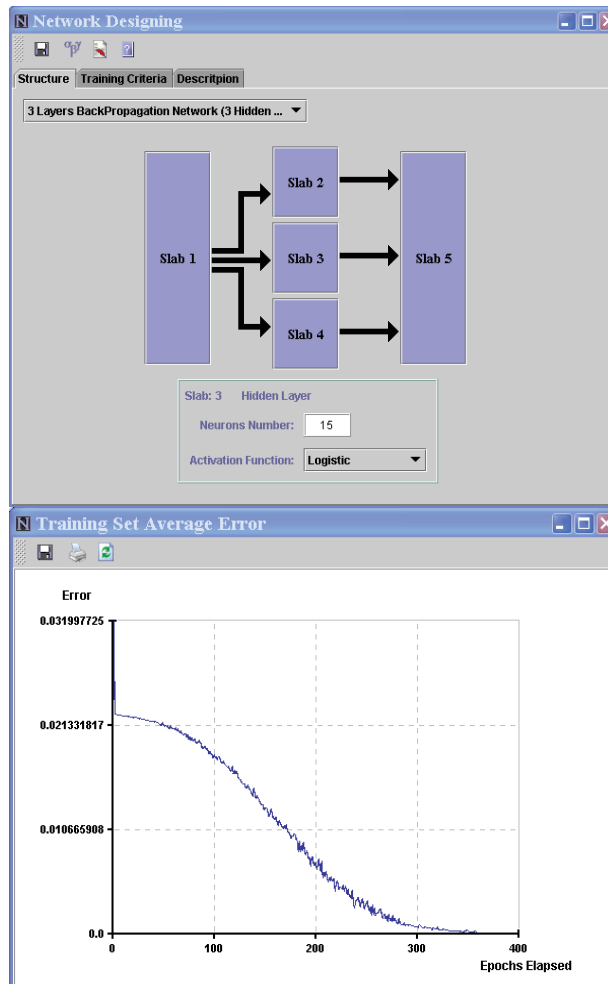 N Network Designing
αβγ ?
Structure Training Criteria Descritpion
3 Layers BackPropagation Network (3 Hidden ...
Slab 2
Slab 1 Slab 3 Slab 5
Slab 4
Slab: 3 Hidden Layer
Neurons Number: 15
Activation Function: Logistic
N Training Set Average Error
Error
0.031997725
0.021331817
0.010665908
0.0
0 100 200 300 400
Epochs Elapsed